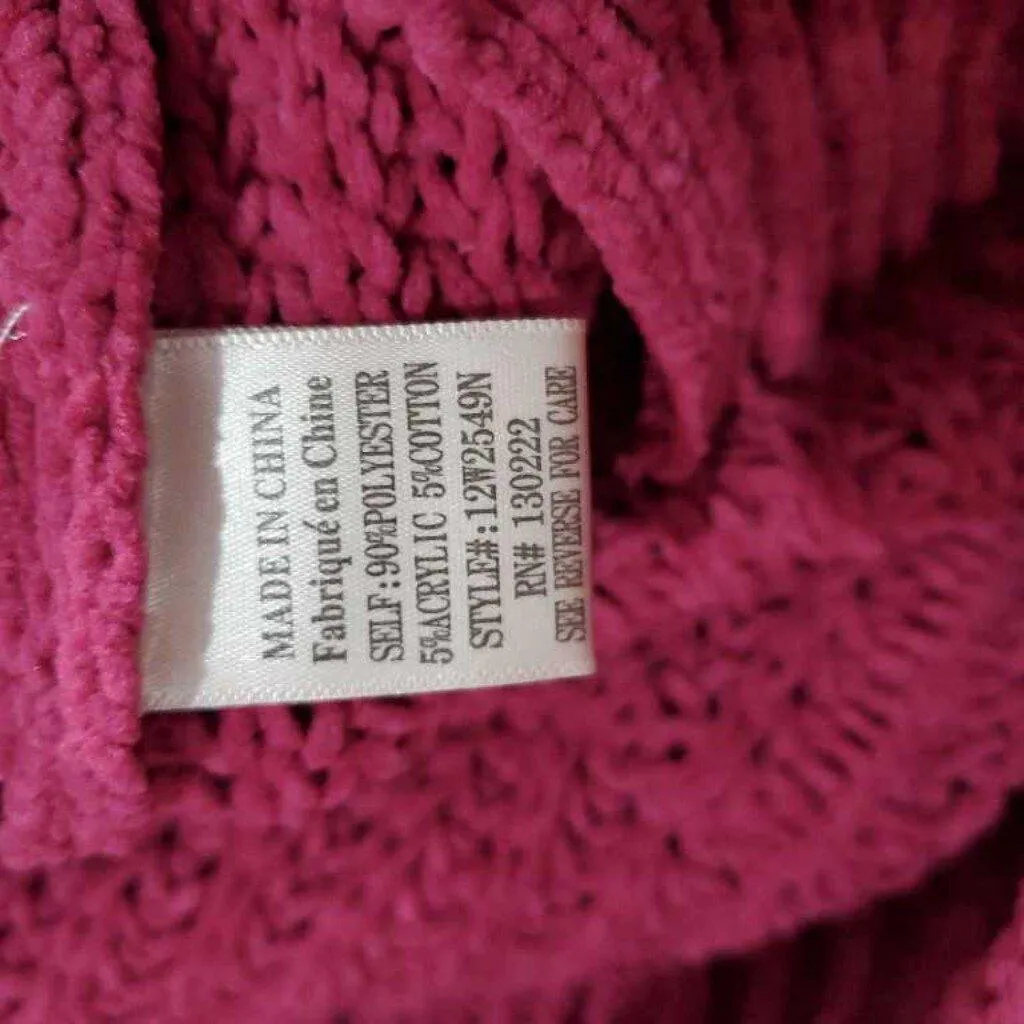 MADE IN CHINA
Fabriqué en Chine
SELF:90%POLYESTER
5%ACRYLIC 5%COTTON
STYLE#:12W2549N
RN# 130222
SEE REVERSE FOR CARE